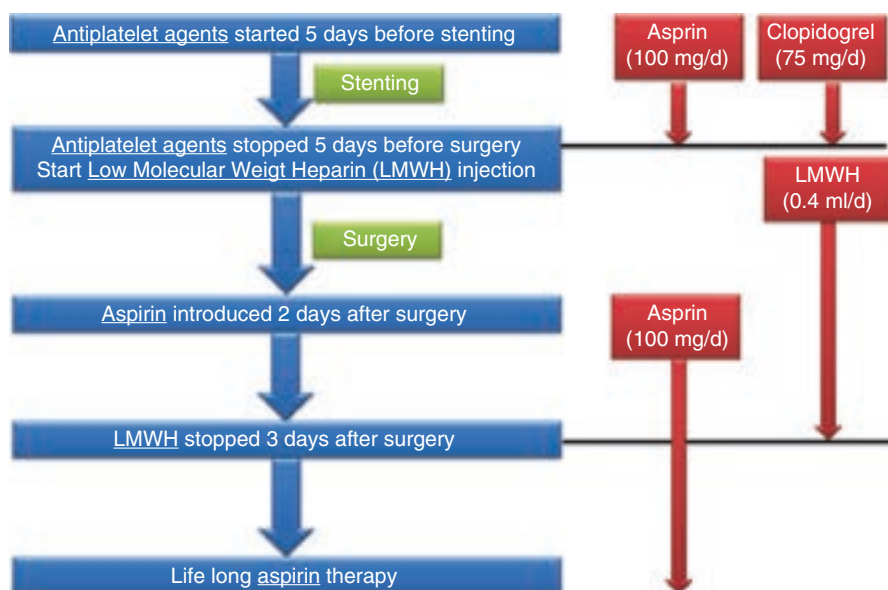 Antiplatelet agents started 5 days before stenting
Asprin
(100 mg/d)
Clopidogrel
(75 mg/d)
Stenting
Antiplatelet agents stopped 5 days before surgery
Start Low Molecular Weigt Heparin (LMWH) injection
LMWH
(0.4 ml/d)
Surgery
Aspirin introduced 2 days after surgery
Asprin
(100 mg/d)
LMWH stopped 3 days after surgery
Life long aspirin therapy